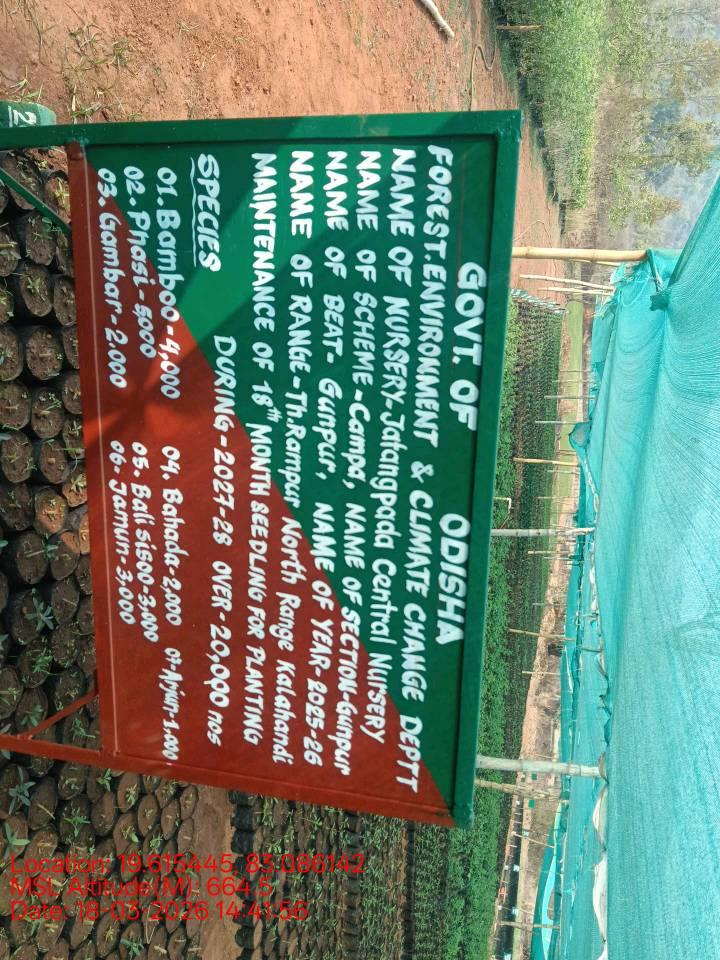 GOVT. OF ODISHA
FOREST. ENVIRONMENT & CLIMATE CHANGE DEPTT
NAME OF NURSERY-Jatangpada Central NURSERY
NAME OF SCHEME-Campa, NAME OF SECTION-Gunpur
NAME OF BEAT- Gunpur, NAME OF YEAR-2025-26
NAME OF RANGE-Th.Rampur North Range Kalahandi
MAINTENANCE OF 18th MONTH SEEDLING FOR PLANTING
DURING-2027-28 OVER-20,000 nos
SPECIES
01. Bamboo-4,000 04. Bahada-2,000 07-Arjun-1.000
02. Phasi-5,000 05. Bali sisoo-3,000
03. Gambar-2,000 06. Jamun-3,000
Location: 19.615445, 83.086142
MSL Altitude(M): 664.5
Date: 18-03-2026 14:41:56